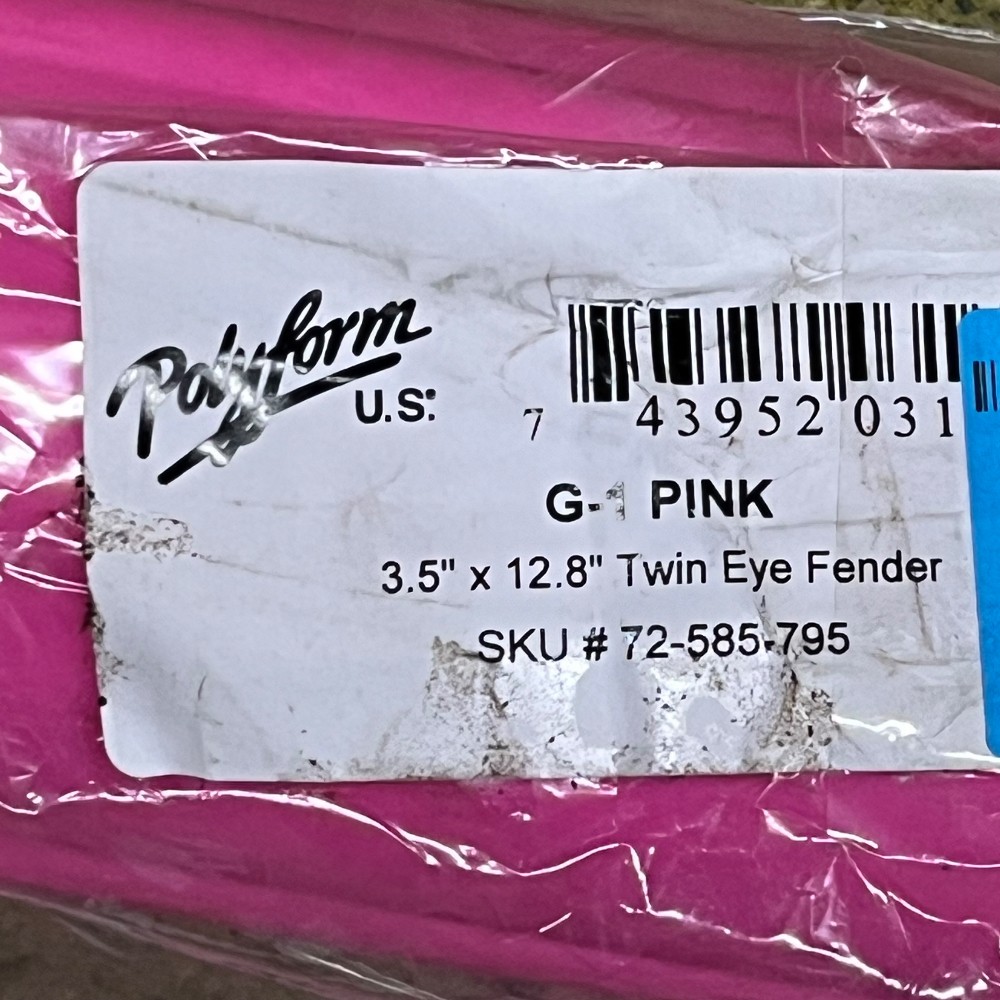 Polyform
U.S.
7 43952 031
G-1 PINK
3.5" x 12.8" Twin Eye Fender
SKU # 72-585-795